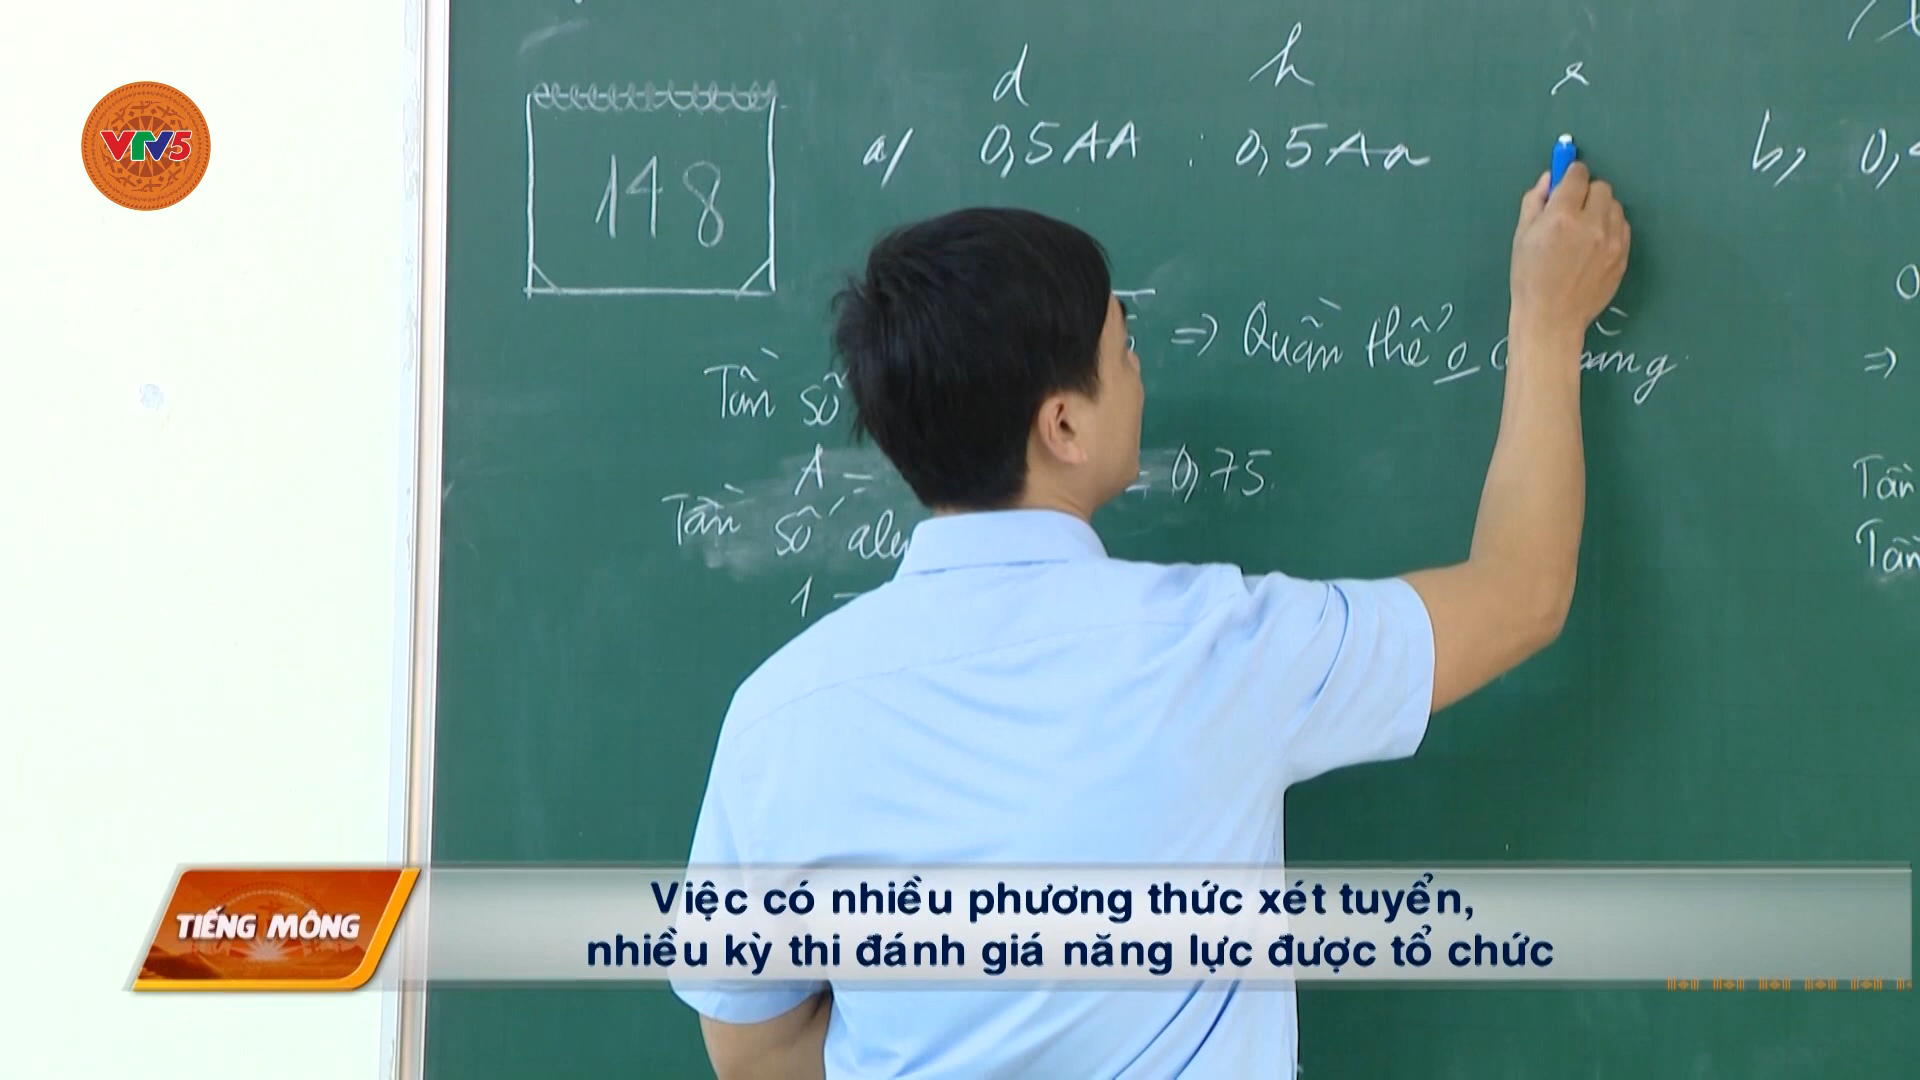 VTV5
148
d h r
a/ 0,5AA : 0,5Aa
b,
=> Quần thể o bằng
=>
Tần số
A = 0,75
Tần số
1 -
Tần
Tần
TIẾNG MÔNG
Việc có nhiều phương thức xét tuyển,
nhiều kỳ thi đánh giá năng lực được tổ chức